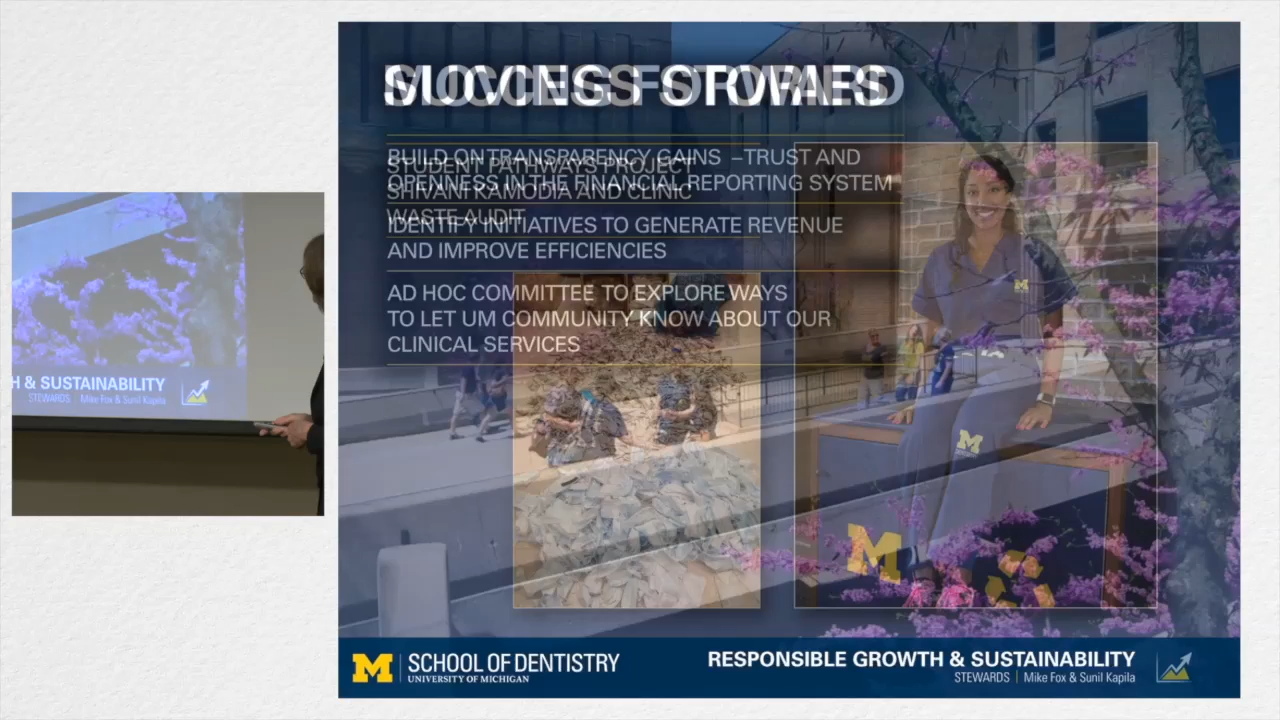 SUCCESS STORIES
MOVING FORWARD
STUDENT PATHWAYS PROJECT
SHIVANI KAMODIA AND CLINIC
WASTE AUDIT
BUILD ON TRANSPARENCY GAINS – TRUST AND
OPENNESS IN THE FINANCIAL REPORTING SYSTEM
IDENTIFY INITIATIVES TO GENERATE REVENUE
AND IMPROVE EFFICIENCIES
AD HOC COMMITTEE TO EXPLORE WAYS
TO LET UM COMMUNITY KNOW ABOUT OUR
CLINICAL SERVICES
M
M
M
H & SUSTAINABILITY
STEWARDS | Mike Fox & Sunil Kapila
M SCHOOL OF DENTISTRY
UNIVERSITY OF MICHIGAN
RESPONSIBLE GROWTH & SUSTAINABILITY
STEWARDS | Mike Fox & Sunil Kapila